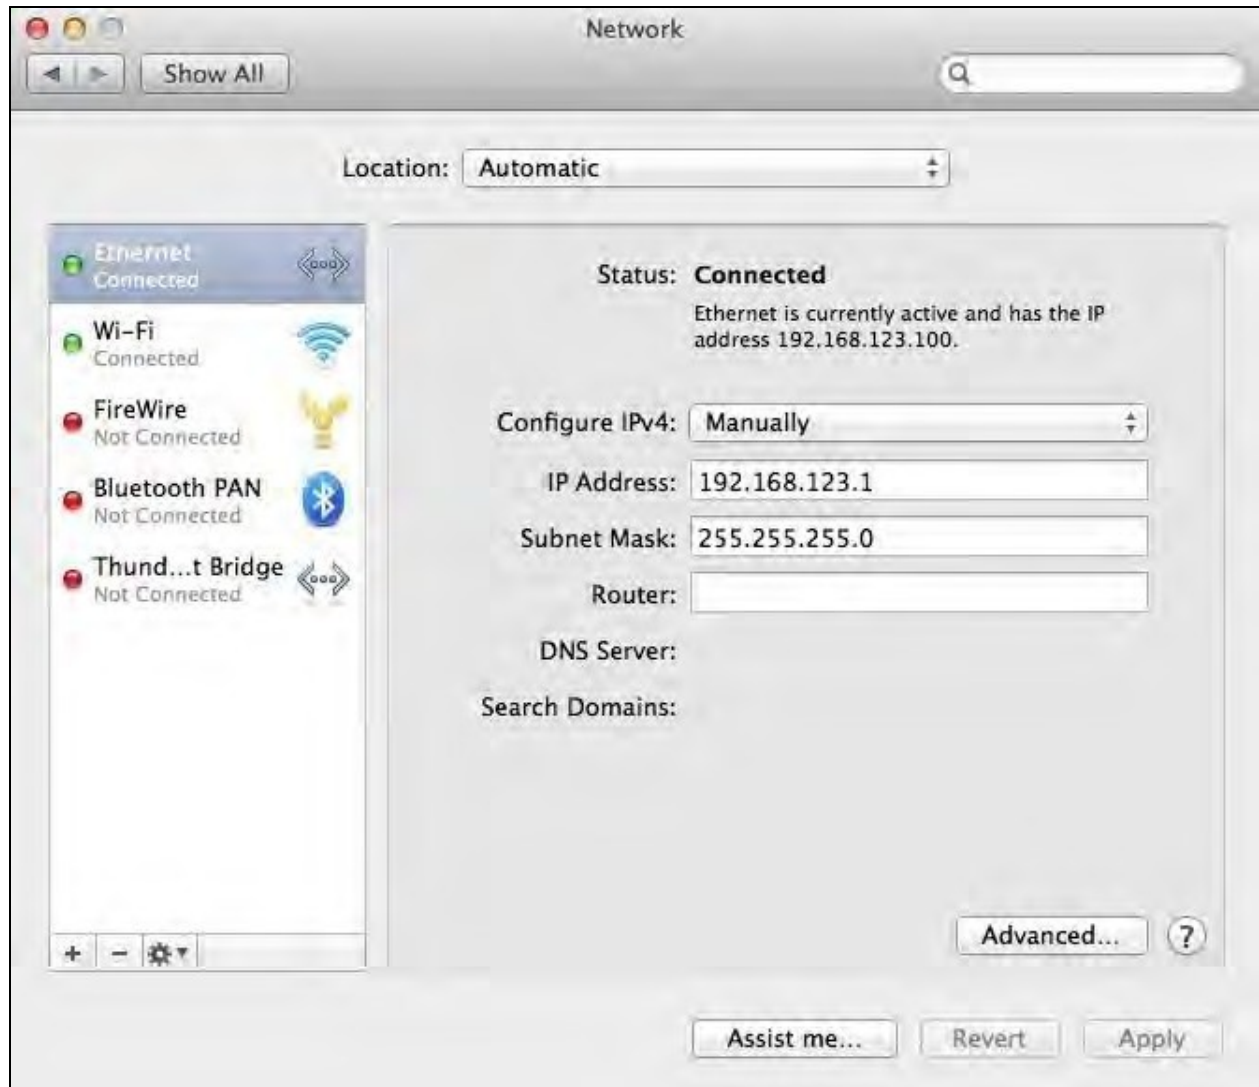 Network
Show All
Location: Automatic
Ethernet
Connected
Wi-Fi
Connected
FireWire
Not Connected
Bluetooth PAN
Not Connected
Thund...t Bridge
Not Connected
+ −
Status: Connected
Ethernet is currently active and has the IP
address 192.168.123.100.
Configure IPv4: Manually
IP Address: 192.168.123.1
Subnet Mask: 255.255.255.0
Router:
DNS Server:
Search Domains:
Advanced... ?
Assist me... Revert Apply